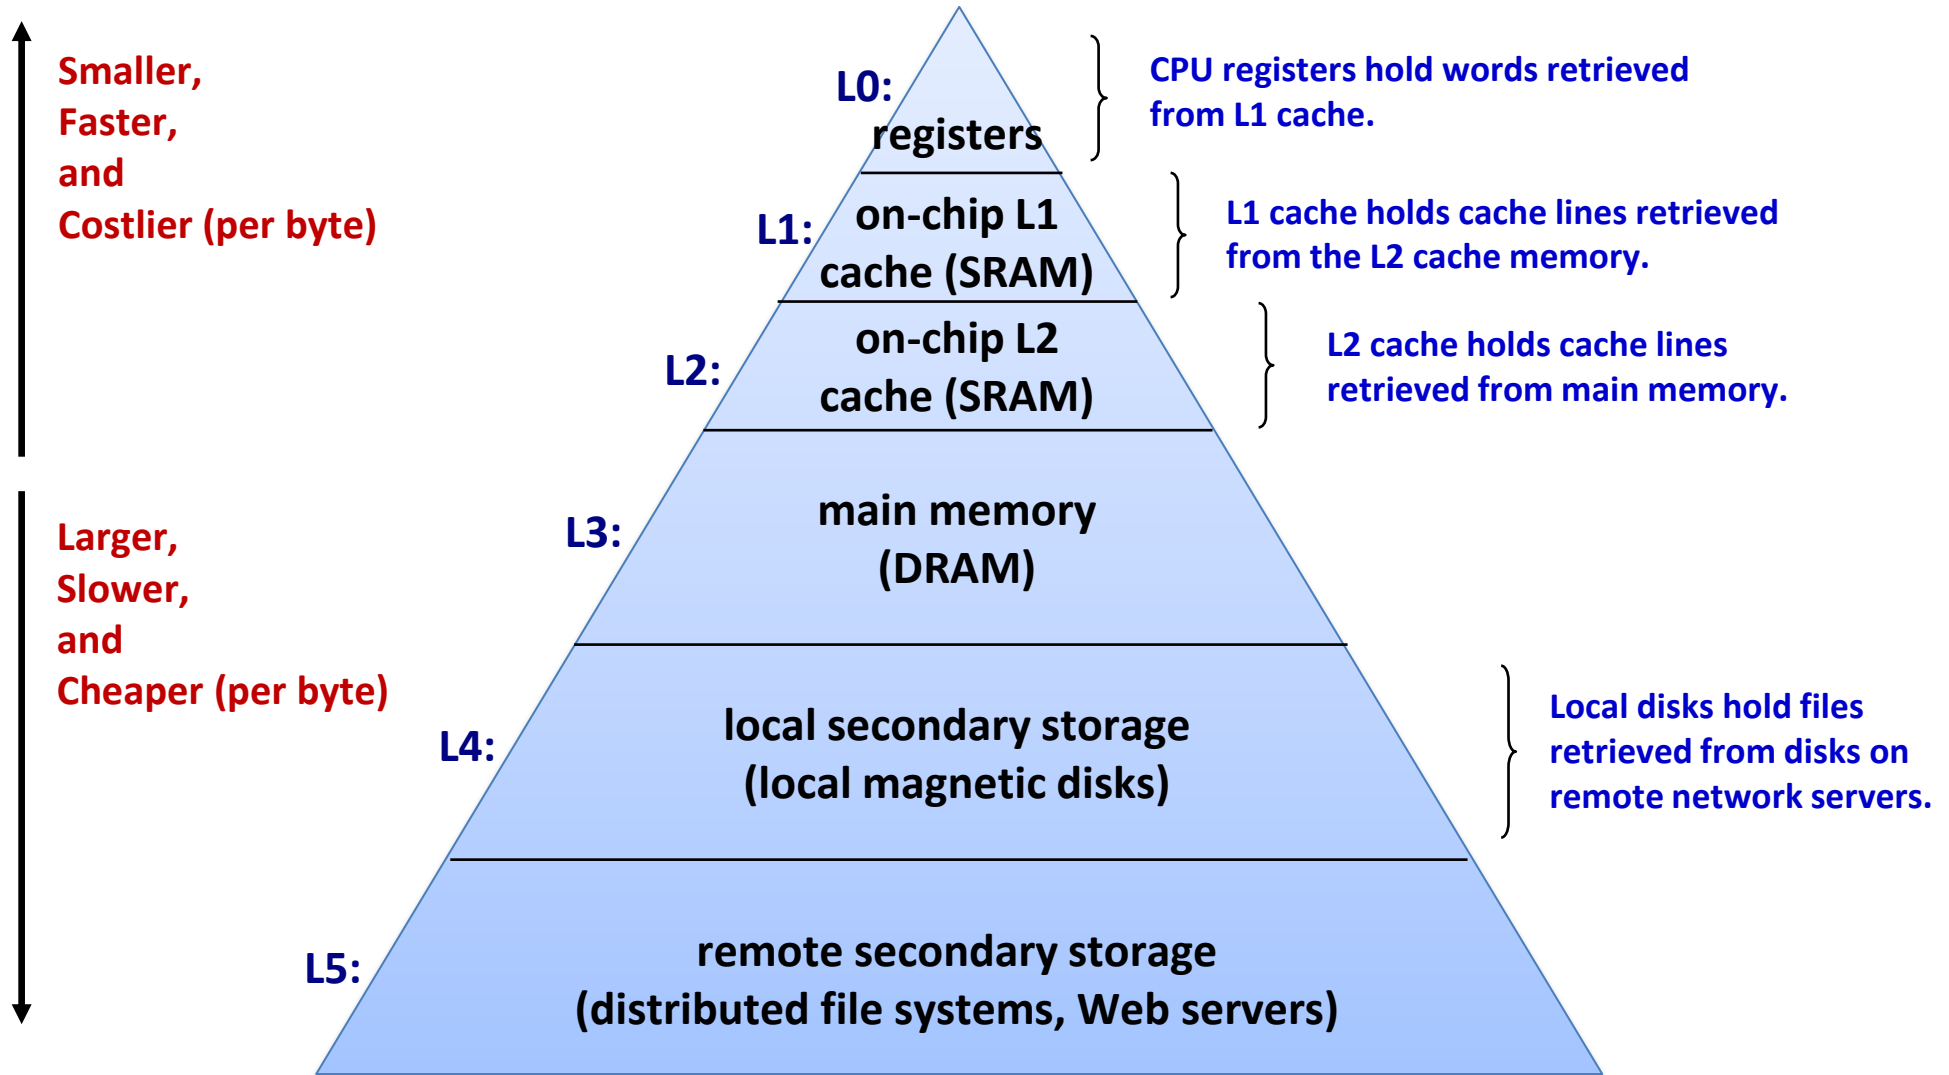 Smaller,
Faster,
and
Costlier (per byte)
Larger,
Slower,
and
Cheaper (per byte)
L0:
registers
CPU registers hold words retrieved
from L1 cache.
L1:
on-chip L1
cache (SRAM)
L1 cache holds cache lines retrieved
from the L2 cache memory.
L2:
on-chip L2
cache (SRAM)
L2 cache holds cache lines
retrieved from main memory.
L3:
main memory
(DRAM)
L4:
local secondary storage
(local magnetic disks)
Local disks hold files
retrieved from disks on
remote network servers.
L5:
remote secondary storage
(distributed file systems, Web servers)